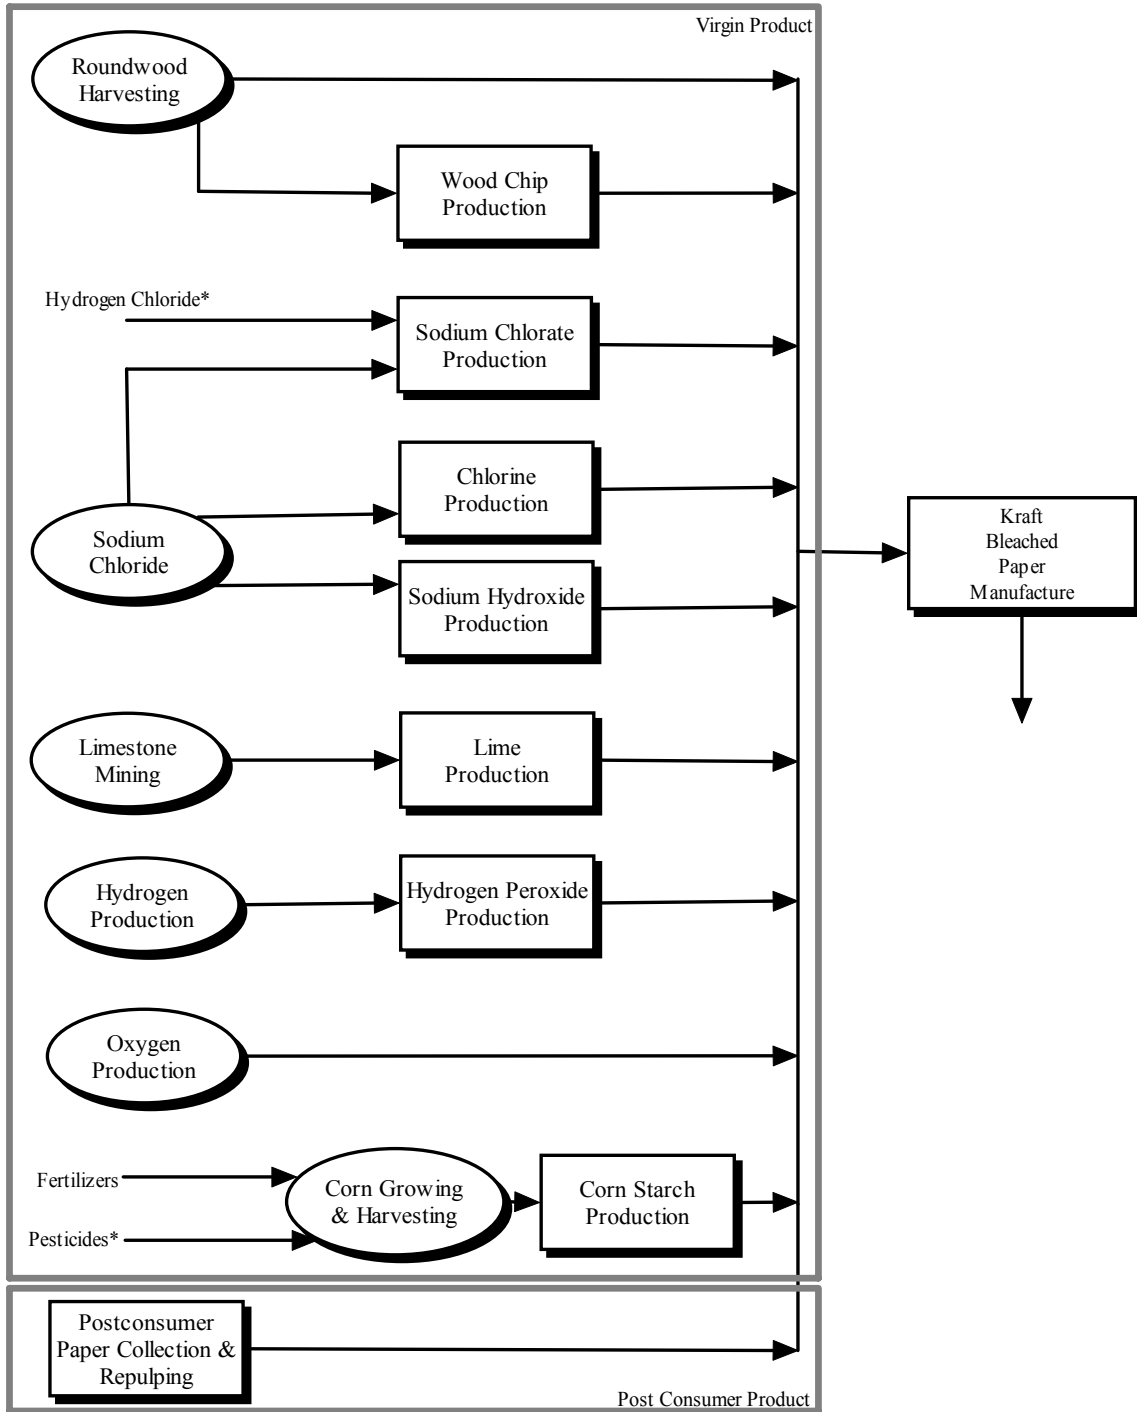 Virgin Product
Roundwood
Harvesting
Wood Chip
Production
Hydrogen Chloride*
Sodium Chlorate
Production
Chlorine
Production
Sodium
Chloride
Sodium Hydroxide
Production
Kraft
Bleached
Paper
Manufacture
Limestone
Mining
Lime
Production
Hydrogen
Production
Hydrogen Peroxide
Production
Oxygen
Production
Fertilizers
Pesticides*
Corn Growing
& Harvesting
Corn Starch
Production
Postconsumer
Paper Collection &
Repulping
Post Consumer Product